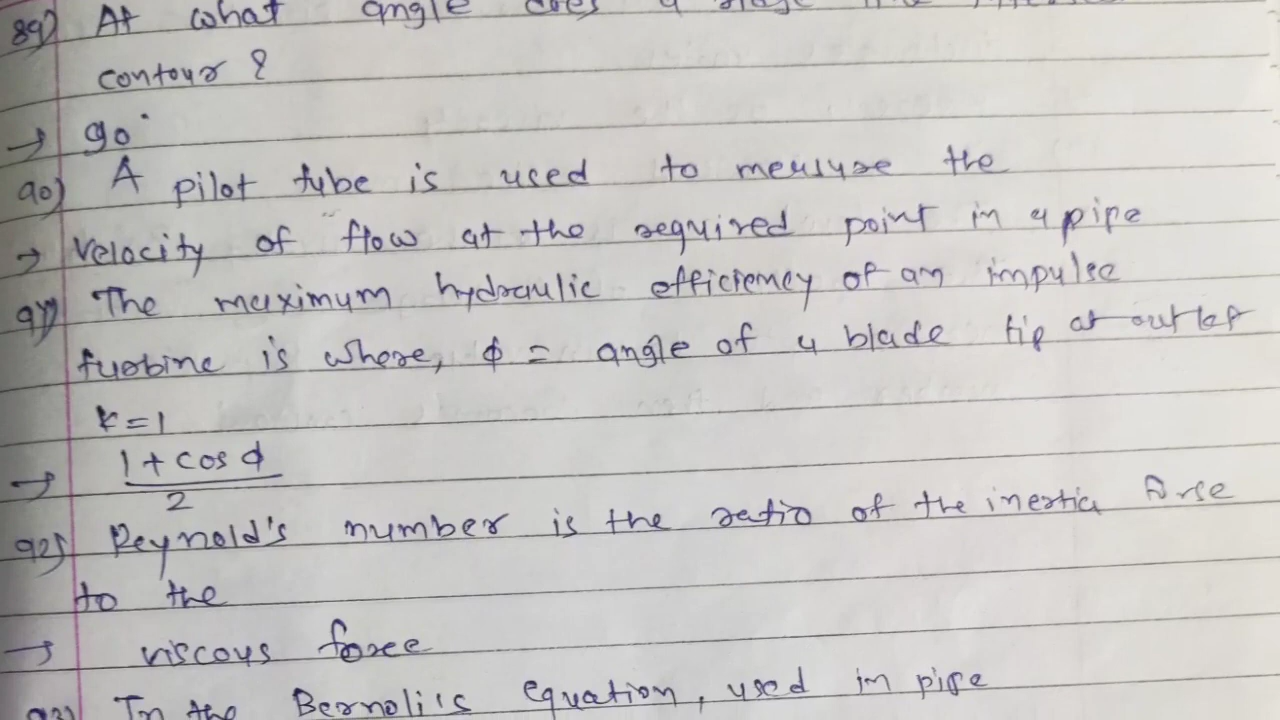 89) At what angle does a
contour ?
→ 90°
90) A pilot tube is used to measure the
→ velocity of flow at the required point in a pipe
91) The maximum hydraulic efficiency of an impulse
turbine is where, ϕ = angle of a blade tip at outlet
k=1
→ 1 + cos ϕ / 2
92) Reynold's number is the ratio of the inertia forse
to the
→ viscous force
93) In the Bernoli's equation, used in pipe